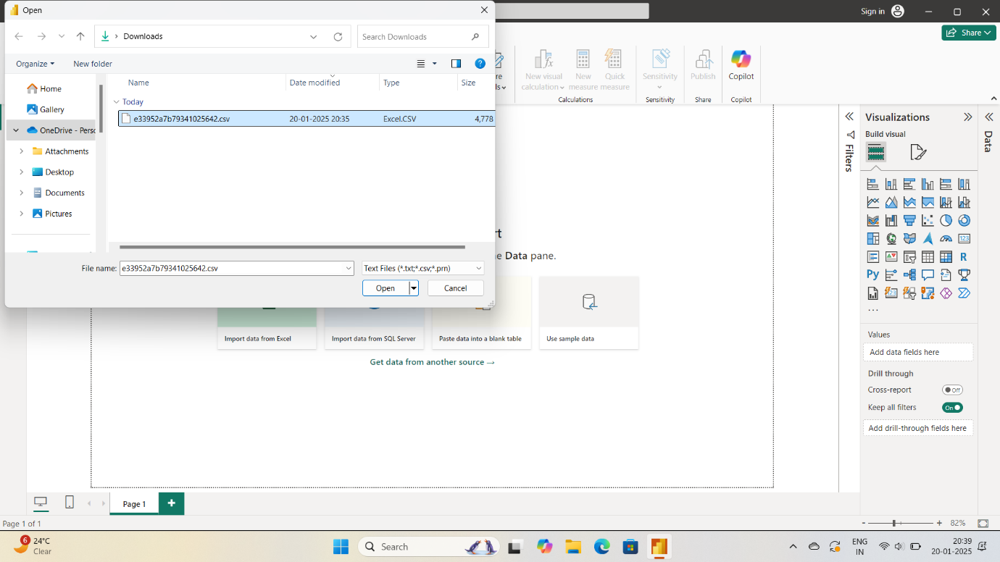 Open
Sign in
Downloads
Search Downloads
Share
Organize
New folder
Name
Date modified
Type
Size
Today
e33952a7b79341025642.csv
20-01-2025 20:35
Excel.CSV
4,778
Home
Gallery
OneDrive - Perso
Attachments
Desktop
Documents
Pictures
File name:
e33952a7b79341025642.csv
Text Files (*.txt;*.csv;*.prn)
Open
Cancel
New visual
calculation
New
measure
Quick
measure
Calculations
Sensitivity
Sensitivity
Publish
Share
Copilot
Copilot
Data pane.
Import data from Excel
Import data from SQL Server
Paste data into a blank table
Use sample data
Get data from another source →
Filters
Visualizations
Build visual
Data
123
R
Py
123
...
Values
Add data fields here
Drill through
Cross-report
Off
Keep all filters
On
Add drill-through fields here
Page 1
Page 1 of 1
- + 82%
6
24°C
Clear
Search
ENG
IN
20:39
20-01-2025